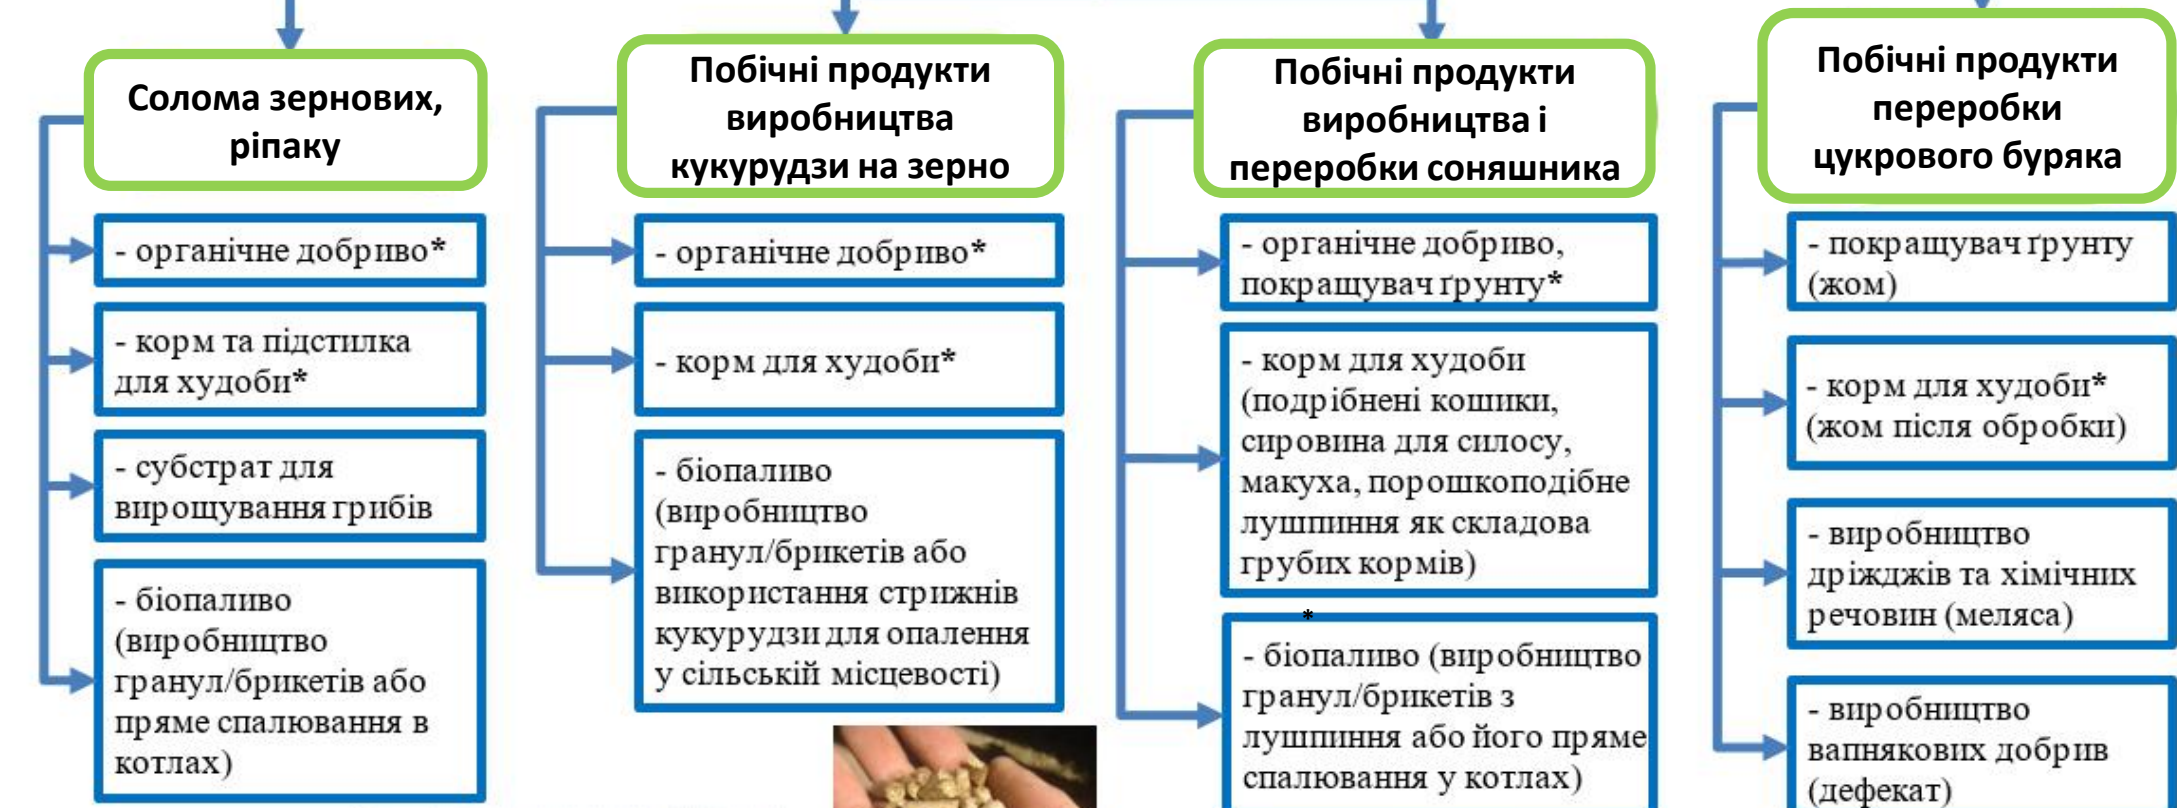 Солома зернових,
ріпаку
- органічне добриво*
- корм та підстилка
для худоби*
- субстрат для
вирощування грибів
- біопаливо
(виробництво
гранул/брикетів або
пряме спалювання в
котлах)
Побічні продукти
виробництва
кукурудзи на зерно
- органічне добриво*
- корм для худоби*
- біопаливо
(виробництво
гранул/брикетів або
використання стрижнів
кукурудзи для опалення
у сільській місцевості)
Побічні продукти
виробництва і
переробки соняшника
- органічне добриво,
покращувач ґрунту*
- корм для худоби
(подрібнені кошики,
сировина для силосу,
макуха, порошкоподібне
лушпиння як складова
грубих кормів)
*
- біопаливо (виробництво
гранул/брикетів з
лушпиння або його пряме
спалювання у котлах)
Побічні продукти
переробки
цукрового буряка
- покращувач ґрунту
(жом)
- корм для худоби*
(жом після обробки)
- виробництво
дріжджів та хімічних
речовин (меляса)
- виробництво
вапнякових добрив
(дефекат)